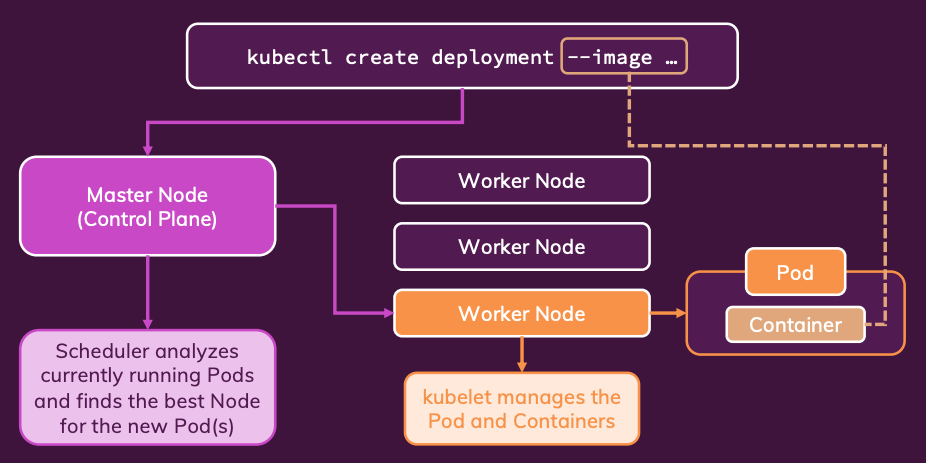 kubectl create deployment --image …
Master Node
(Control Plane)
Worker Node
Worker Node
Worker Node
Pod
Container
Scheduler analyzes
currently running Pods
and finds the best Node
for the new Pod(s)
kubelet manages the
Pod and Containers